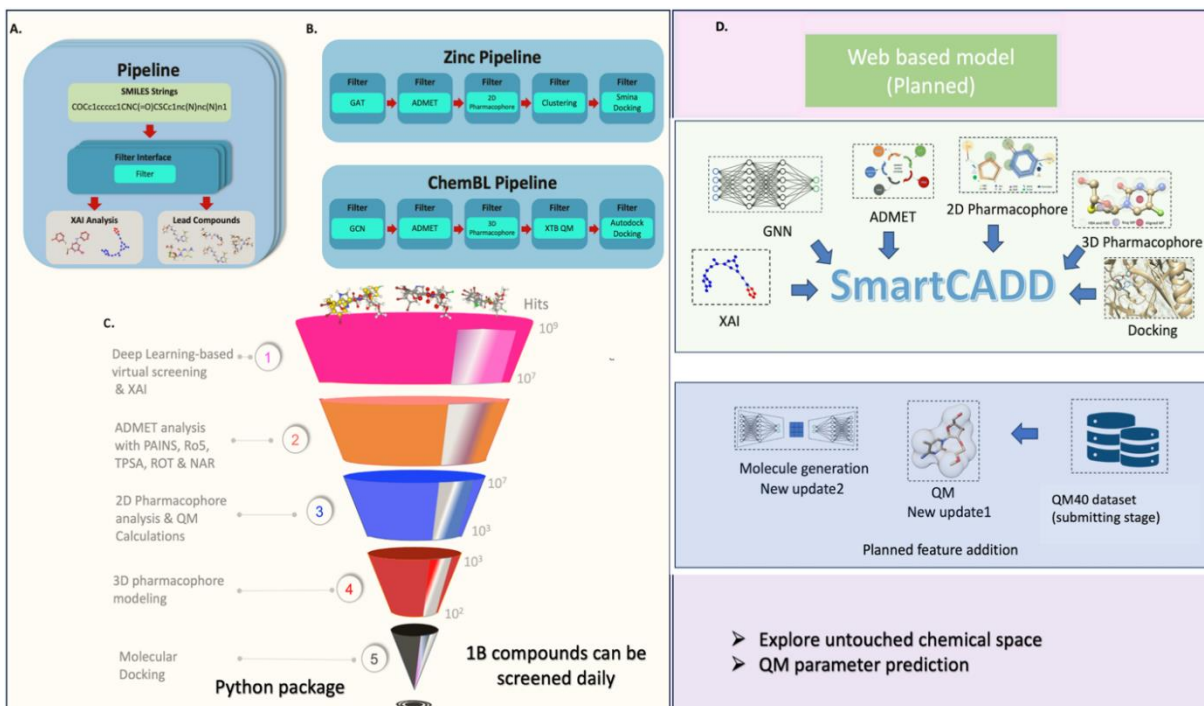 A.
Pipeline
SMILES Strings
COCc1ccccc1CNC(=O)CSCc1nc(N)nc(N)n1
Filter Interface
Filter
XAI Analysis
Lead Compounds
B.
Zinc Pipeline
Filter
GAT
Filter
ADMET
Filter
2D
Pharmacophore
Filter
Clustering
Filter
Smina
Docking
ChemBL Pipeline
Filter
GCN
Filter
ADMET
Filter
3D
Pharmacophore
Filter
XTB QM
Filter
Autodock
Docking
C.
Hits
10⁹
Deep Learning-based
virtual screening
& XAI
1
10⁷
ADMET analysis
with PAINS, Ro5,
TPSA, ROT & NAR
2
10⁷
2D Pharmacophore
analysis & QM
Calculations
3
10³
10³
3D pharmacophore
modeling
4
10²
Molecular
Docking
5
Python package
1B compounds can be
screened daily
D.
Web based model
(Planned)
GNN
ADMET
2D Pharmacophore
3D Pharmacophore
XAI
SmartCADD
Docking
Molecule generation
New update2
QM
New update1
QM40 dataset
(submitting stage)
Planned feature addition
➢ Explore untouched chemical space
➢ QM parameter prediction